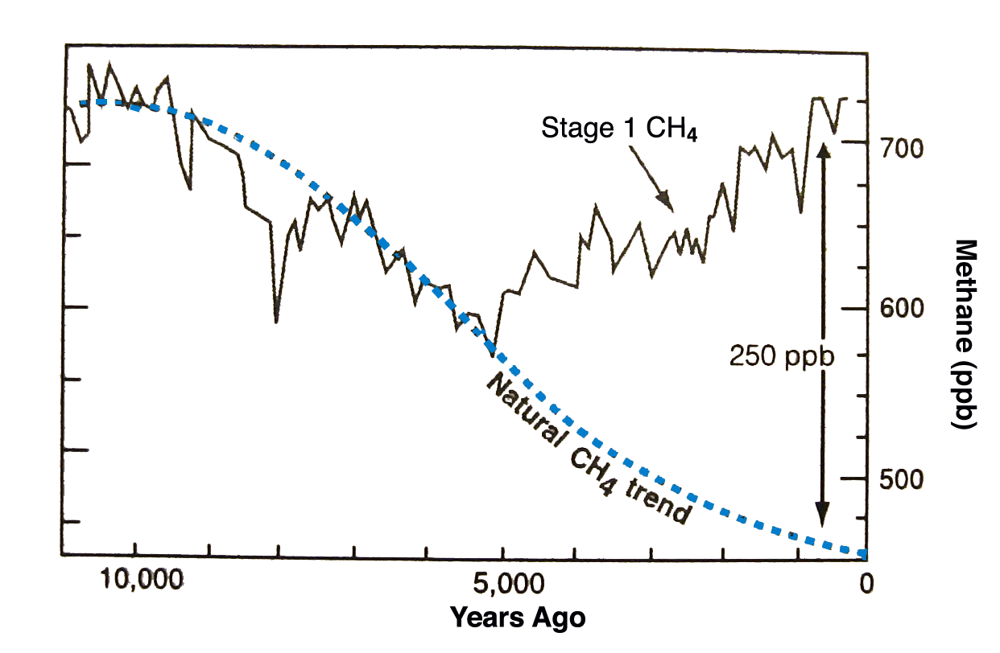 Stage 1 CH₄
700
600
250 ppb
500
Methane (ppb)
Natural CH₄ trend
10,000
5,000
0
Years Ago